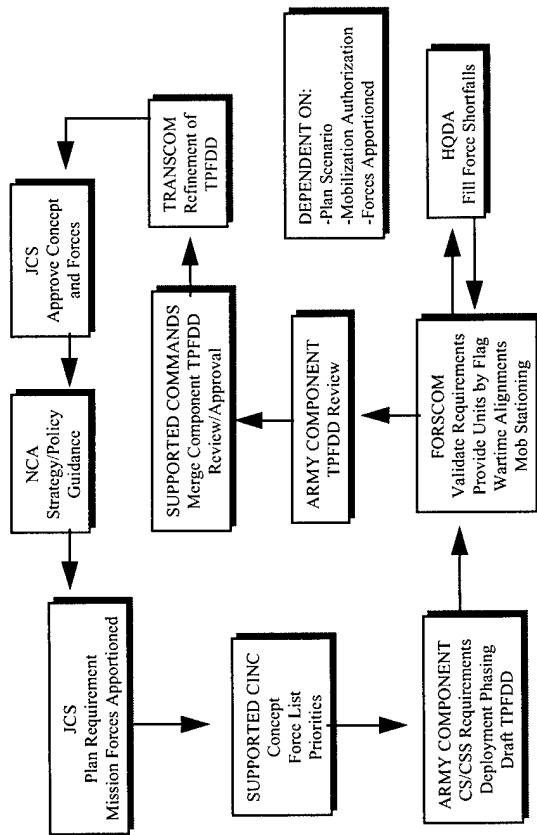 JCS
Plan Requirement
Mission Forces Apportioned
NCA
Strategy/Policy
Guidance
JCS
Approve Concept
and Forces
TRANSCOM
Refinement of
TPFDD
SUPPORTED CINC
Concept
Force List
Priorities
SUPPORTED COMMANDS
Merge Component TPFDD
Review/Approval
ARMY COMPONENT
TPFDD Review
DEPENDENT ON:
-Plan Scenario
-Mobilization Authorization
-Forces Apportioned
ARMY COMPONENT
CS/CSS Requirements
Deployment Phasing
Draft TPFDD
FORSCOM
Validate Requirements
Provide Units by Flag
Wartime Alignments
Mob Stationing
HQDA
Fill Force Shortfalls